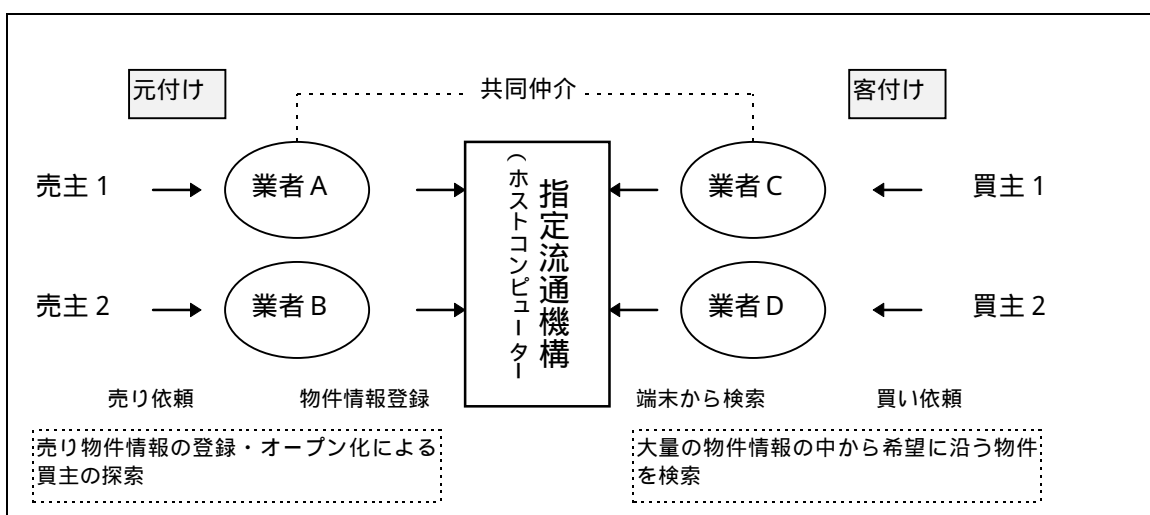 元付け
共同仲介
客付け
売主1
業者A
指定流通機構
(ホストコンピューター
業者C
買主1
売主2
業者B
業者D
買主2
売り依頼
物件情報登録
端末から検索
買い依頼
売り物件情報の登録・オープン化による
買主の探索
大量の物件情報の中から希望に沿う物件
を検索